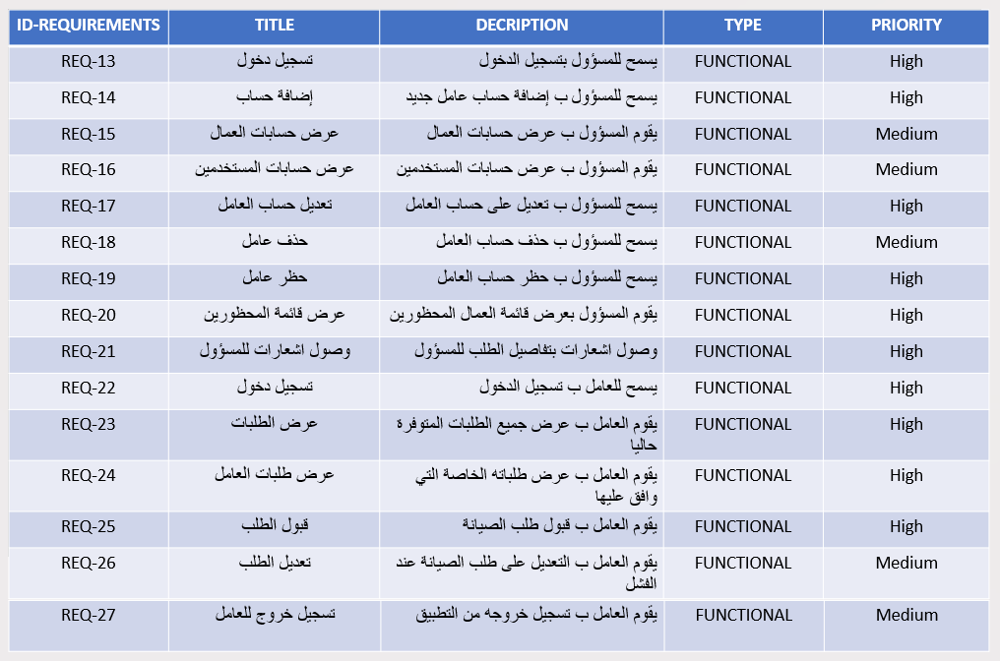 ID-REQUIREMENTS TITLE DECRIPTION TYPE PRIORITY
REQ-13 تسجيل دخول يسمح للمسؤول بتسجيل الدخول FUNCTIONAL High
REQ-14 إضافة حساب يسمح للمسؤول ب إضافة حساب عامل جديد FUNCTIONAL High
REQ-15 عرض حسابات العمال يقوم المسؤول ب عرض حسابات العمال FUNCTIONAL Medium
REQ-16 عرض حسابات المستخدمين يقوم المسؤول ب عرض حسابات المستخدمين FUNCTIONAL Medium
REQ-17 تعديل حساب العامل يسمح للمسؤول ب تعديل على حساب العامل FUNCTIONAL High
REQ-18 حذف عامل يسمح للمسؤول ب حذف حساب العامل FUNCTIONAL Medium
REQ-19 حظر عامل يسمح للمسؤول ب حظر حساب العامل FUNCTIONAL High
REQ-20 عرض قائمة المحظورين يقوم المسؤول بعرض قائمة العمال المحظورين FUNCTIONAL High
REQ-21 وصول اشعارات للمسؤول وصول اشعارات بتفاصيل الطلب للمسؤول FUNCTIONAL High
REQ-22 تسجيل دخول يسمح للعامل ب تسجيل الدخول FUNCTIONAL High
REQ-23 عرض الطلبات يقوم العامل ب عرض جميع الطلبات المتوفرة FUNCTIONAL High
حاليا
REQ-24 عرض طلبات العامل يقوم العامل ب عرض طلباته الخاصة التي FUNCTIONAL High
وافق عليها
REQ-25 قبول الطلب يقوم العامل ب قبول طلب الصيانة FUNCTIONAL High
REQ-26 تعديل الطلب يقوم العامل ب التعديل على طلب الصيانة عند FUNCTIONAL Medium
الفشل
REQ-27 تسجيل خروج للعامل يقوم العامل ب تسجيل خروجه من التطبيق FUNCTIONAL Medium